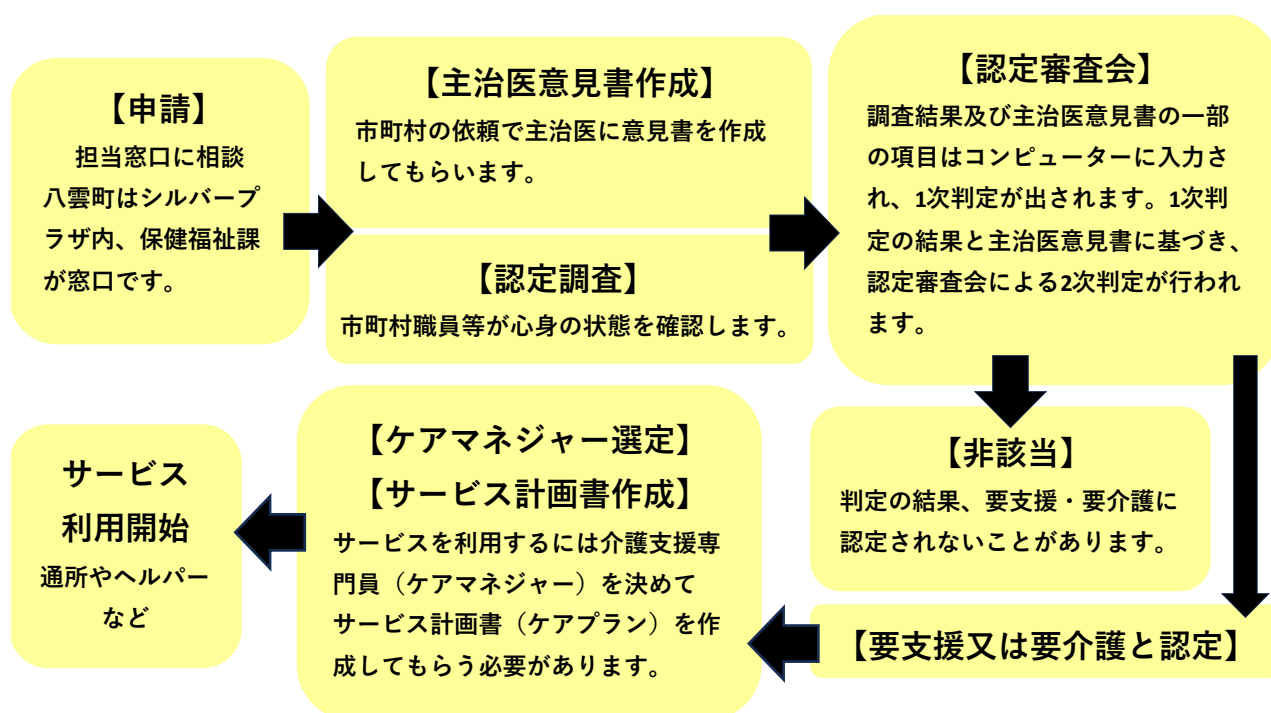 【申請】
担当窓口に相談
八雲町はシルバープ
ラザ内、保健福祉課
が窓口です。
【主治医意見書作成】
市町村の依頼で主治医に意見書を作成
してもらいます。
【認定調査】
市町村職員等が心身の状態を確認します。
【認定審査会】
調査結果及び主治医意見書の一部
の項目はコンピューターに入力さ
れ、1次判定が出されます。1次判
定の結果と主治医意見書に基づき、
認定審査会による2次判定が行われ
ます。
【非該当】
判定の結果、要支援・要介護に
認定されないことがあります。
【要支援又は要介護と認定】
【ケアマネジャー選定】
【サービス計画書作成】
サービスを利用するには介護支援専
門員（ケアマネジャー）を決めて
サービス計画書（ケアプラン）を作
成してもらう必要があります。
サービス
利用開始
通所やヘルパー
など